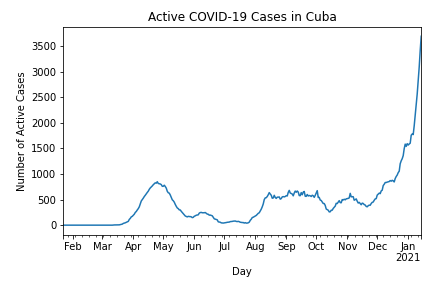 Active COVID-19 Cases in Cuba
Number of Active Cases
3500
3000
2500
2000
1500
1000
500
0
Feb Mar Apr May Jun Jul Aug Sep Oct Nov Dec Jan
2021
Day